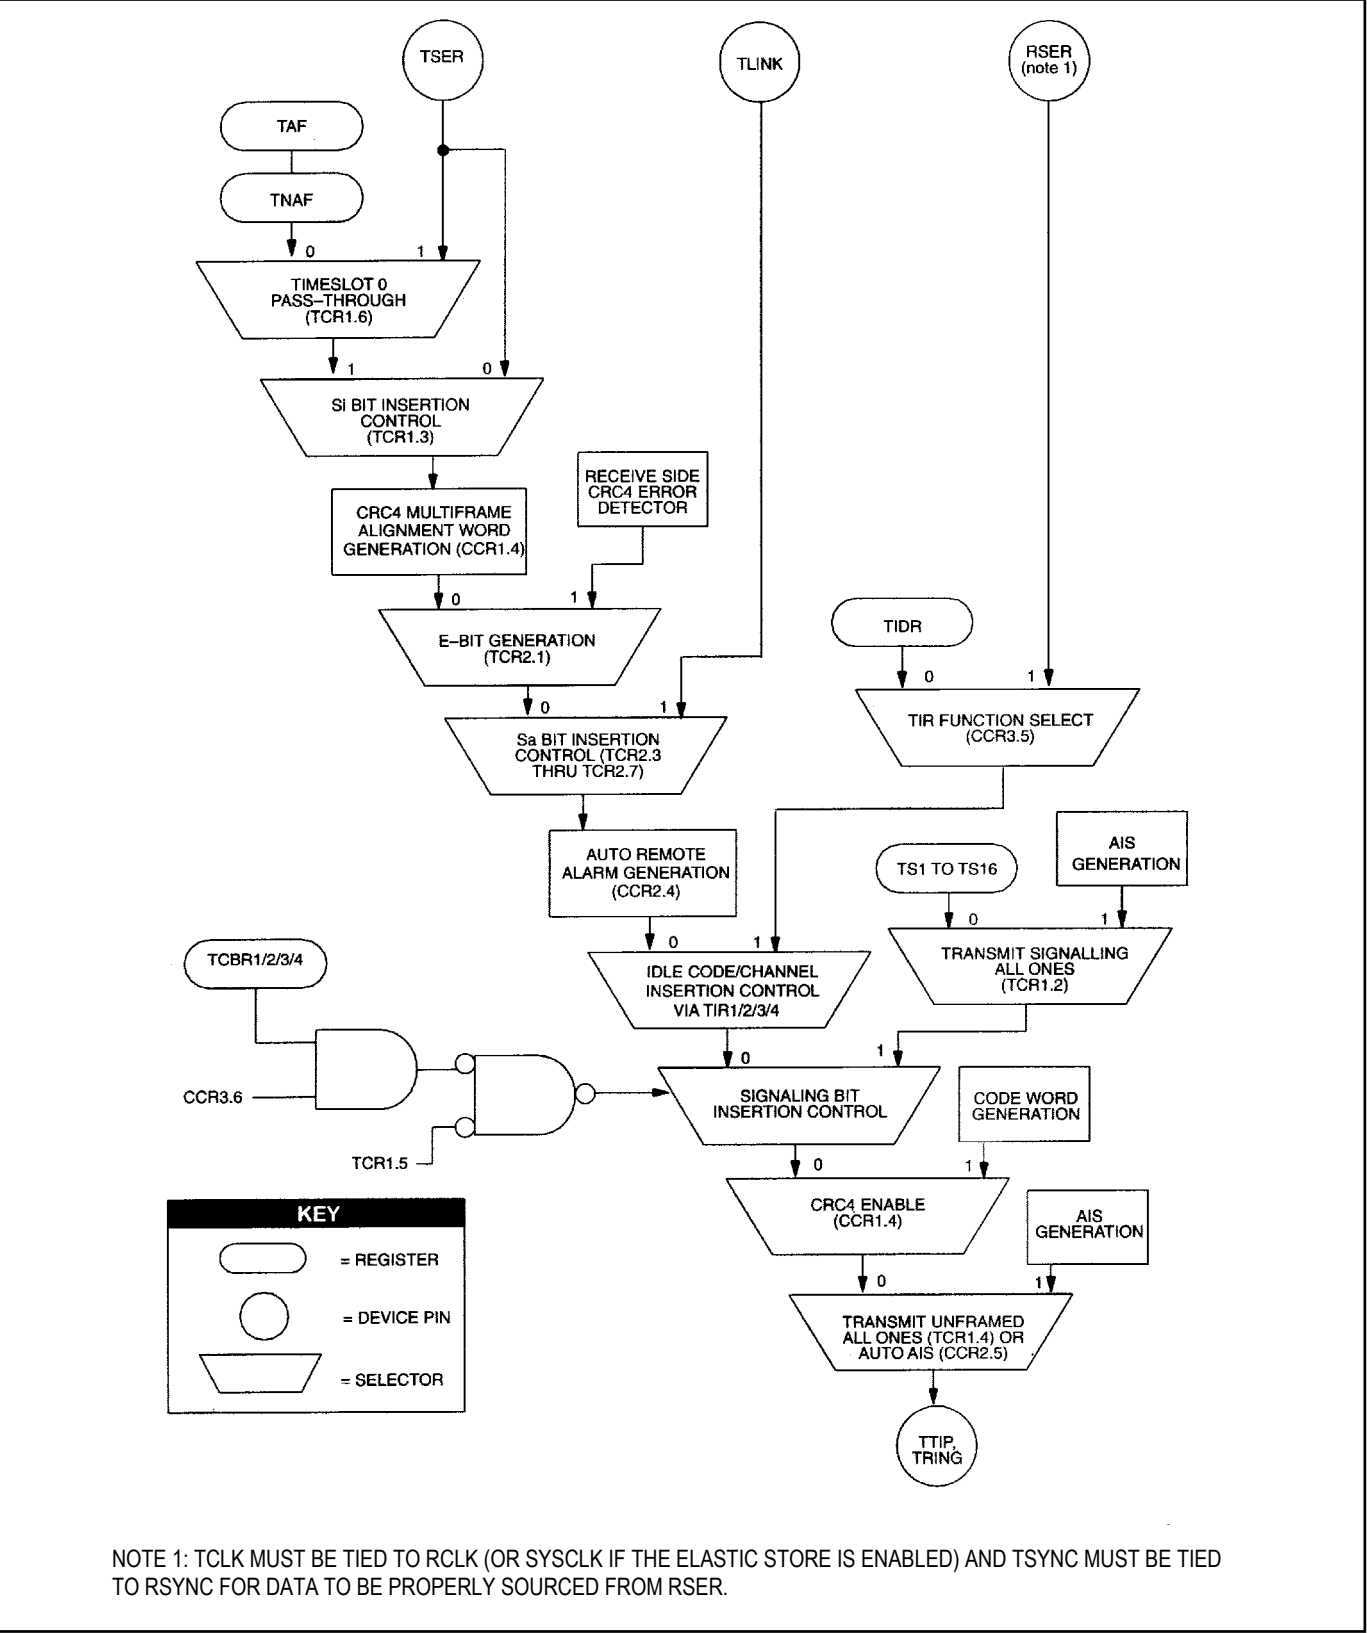 TSER
TLINK
RSER
(note 1)
TAF
TNAF
0 1
TIMESLOT 0
PASS–THROUGH
(TCR1.6)
1 0
Si BIT INSERTION
CONTROL
(TCR1.3)
RECEIVE SIDE
CRC4 ERROR
DETECTOR
CRC4 MULTIFRAME
ALIGNMENT WORD
GENERATION (CCR1.4)
0 1
E–BIT GENERATION
(TCR2.1)
TIDR
0 1
TIR FUNCTION SELECT
(CCR3.5)
0 1
Sa BIT INSERTION
CONTROL (TCR2.3
THRU TCR2.7)
AUTO REMOTE
ALARM GENERATION
(CCR2.4)
TS1 TO TS16
AIS
GENERATION
0 1
TRANSMIT SIGNALLING
ALL ONES
(TCR1.2)
0 1
IDLE CODE/CHANNEL
INSERTION CONTROL
VIA TIR1/2/3/4
TCBR1/2/3/4
CCR3.6
TCR1.5
0 1
SIGNALING BIT
INSERTION CONTROL
CODE WORD
GENERATION
0 1
CRC4 ENABLE
(CCR1.4)
AIS
GENERATION
0 1
TRANSMIT UNFRAMED
ALL ONES (TCR1.4) OR
AUTO AIS (CCR2.5)
TTIP,
TRING
KEY
= REGISTER
= DEVICE PIN
= SELECTOR
NOTE 1: TCLK MUST BE TIED TO RCLK (OR SYSCLK IF THE ELASTIC STORE IS ENABLED) AND TSYNC MUST BE TIED
TO RSYNC FOR DATA TO BE PROPERLY SOURCED FROM RSER.